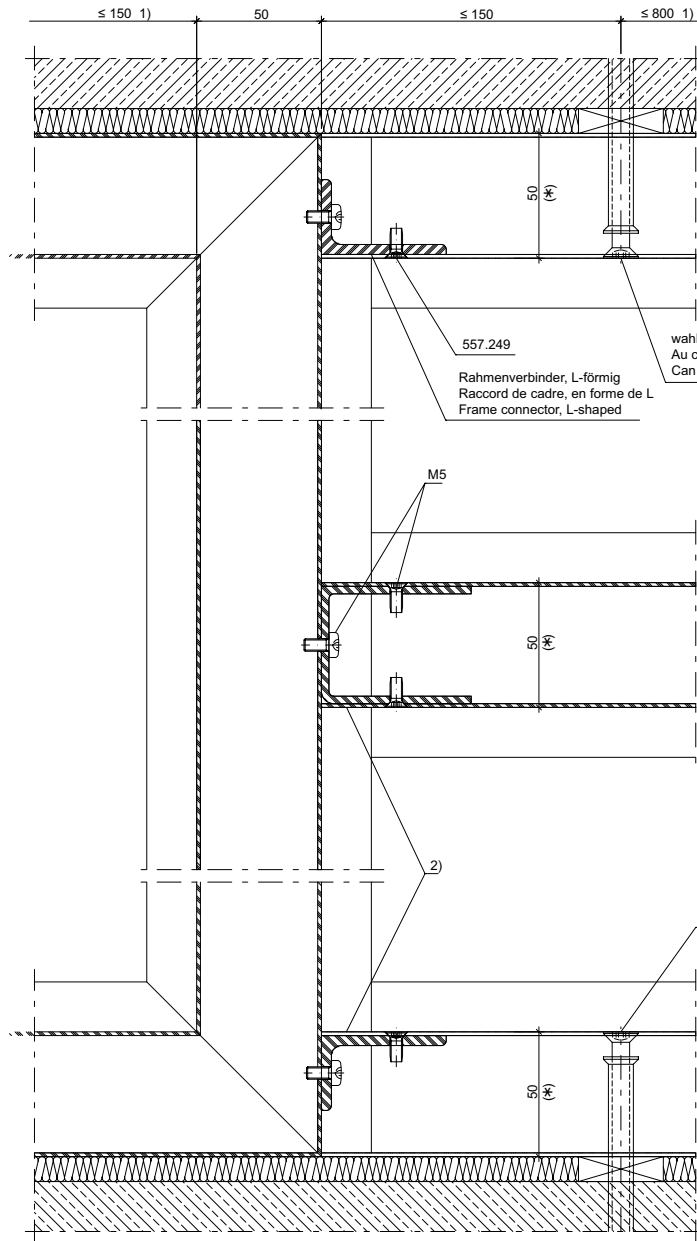 ≤ 150 1)
50
≤ 150
≤ 800 1)
50
(*)
557.249
Rahmenverbinder, L-förmig
Raccord de cadre, en forme de L
Frame connector, L-shaped
Au
Can
M5
50
(*)
2)
50
(*)